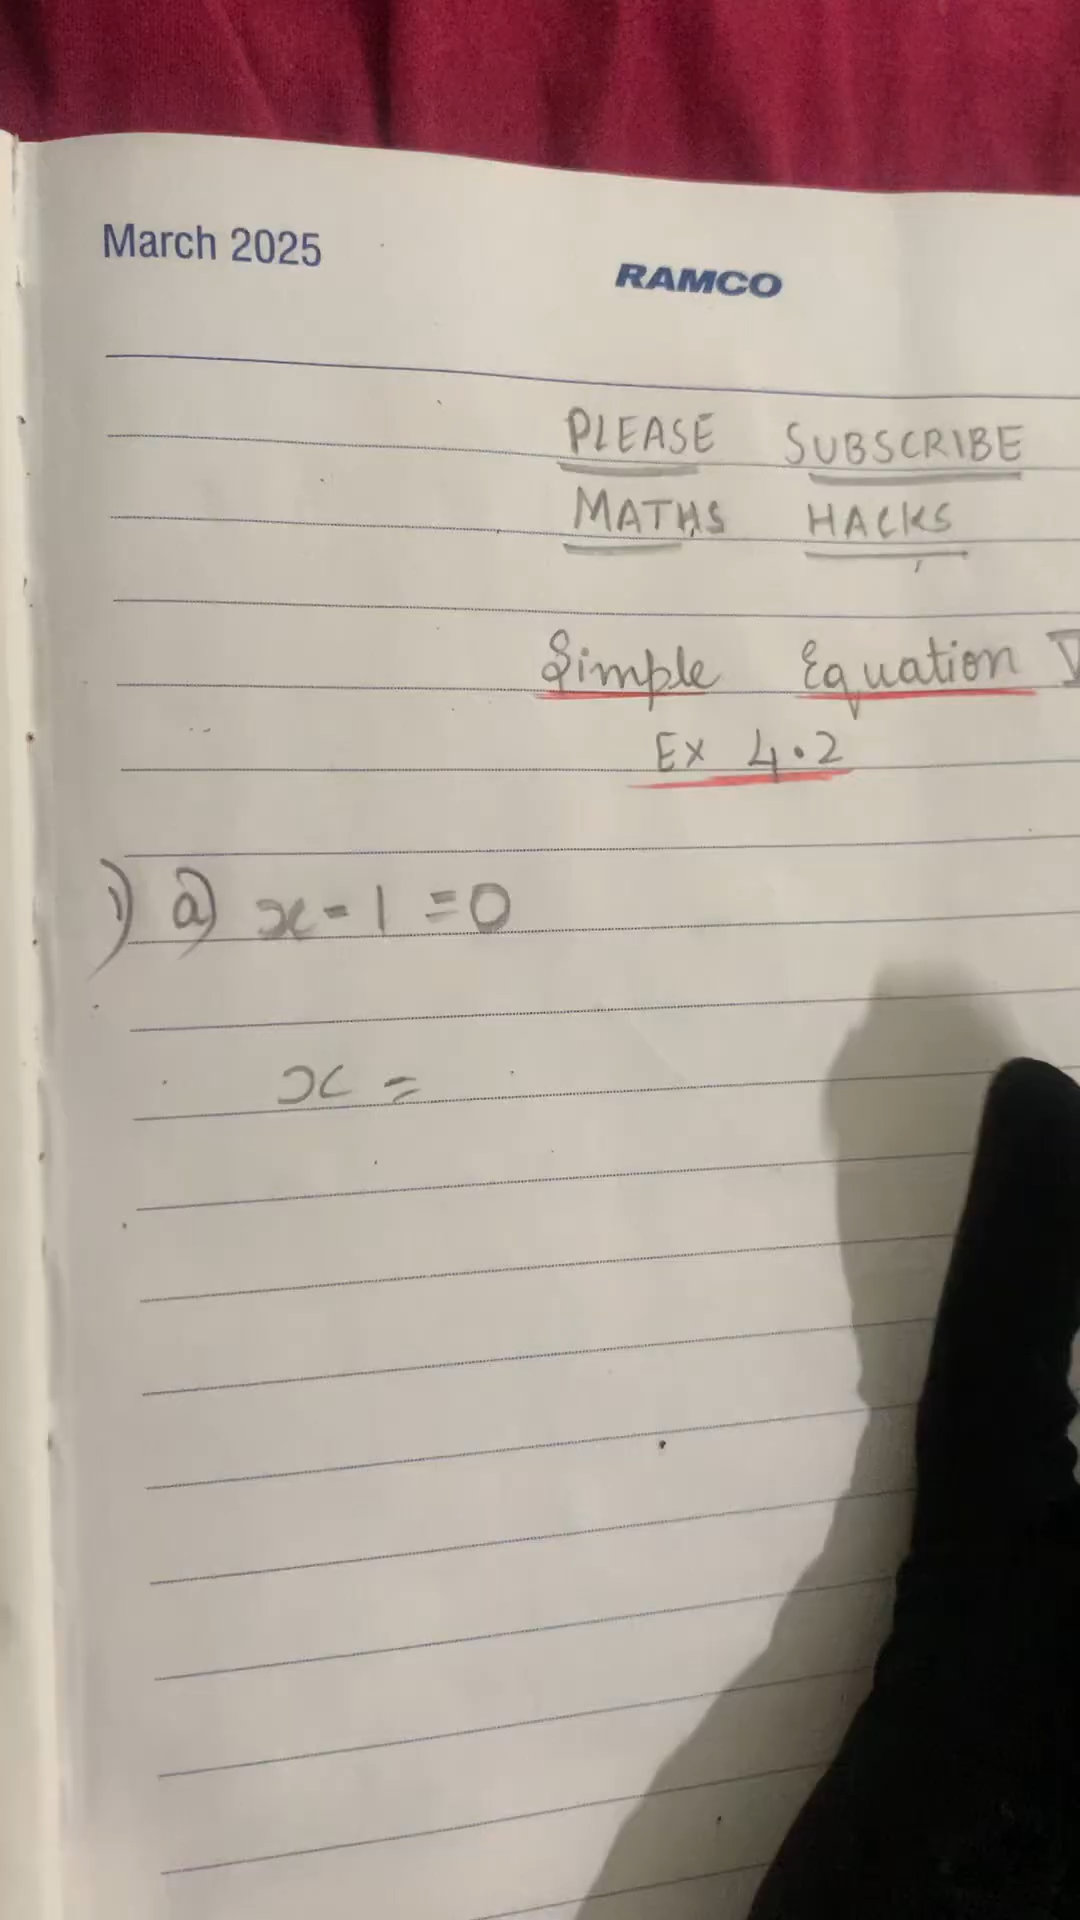 March 2025
RAMCO
PLEASE SUBSCRIBE
MATHS HACKS
Simple Equation
Ex 4.2
1) a) x - 1 = 0
x =